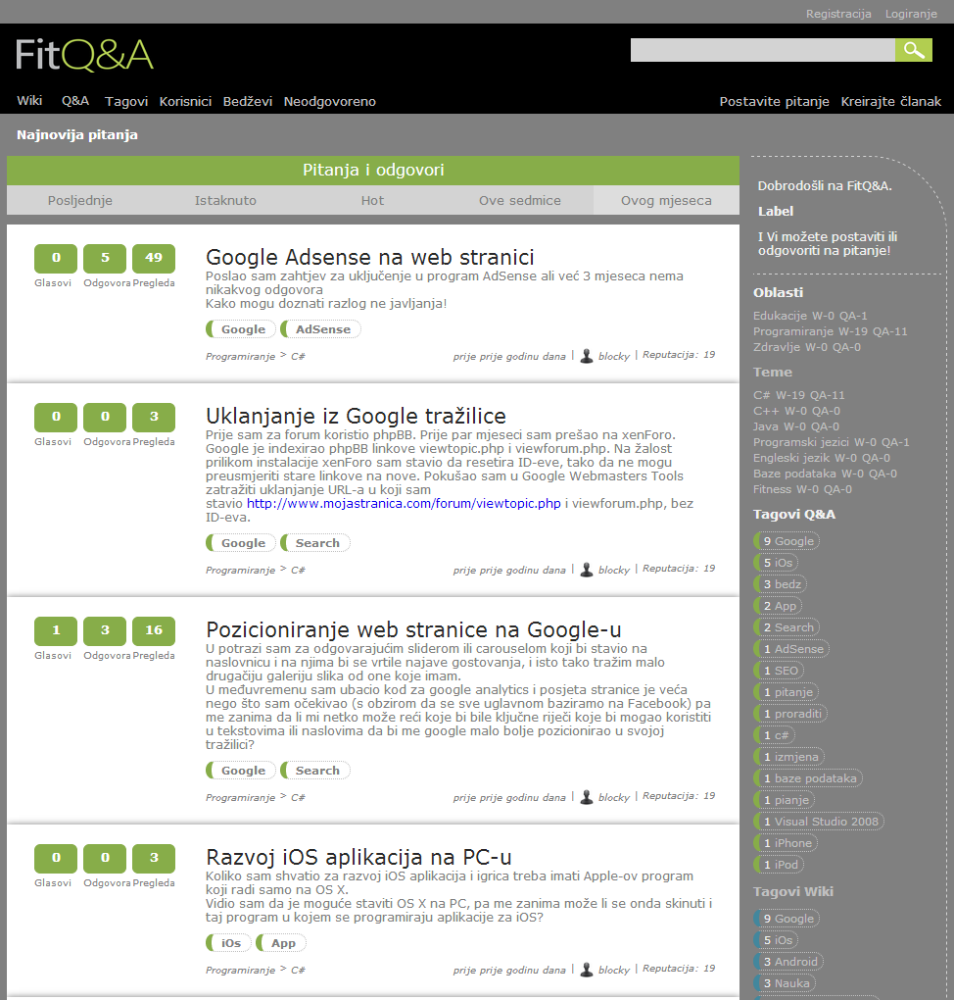 Registracija Logiranje
FitQ&A
Wiki Q&A Tagovi Korisnici Bedževi Neodgovoreno Postavite pitanje Kreirajte članak
Najnovija pitanja
Pitanja i odgovori
Posljednje Istaknuto Hot Ove sedmice Ovog mjeseca
0 5 49
Glasovi Odgovora Pregleda
Google Adsense na web stranici
Poslao sam zahtjev za uključenje u program AdSense ali već 3 mjeseca nema
nikakvog odgovora
Kako mogu doznati razlog ne javljanja!
Google AdSense
Programiranje > C# prije prije godinu dana | blocky | Reputacija: 19
0 0 3
Glasovi Odgovora Pregleda
Uklanjanje iz Google tražilice
Prije sam za forum koristio phpBB. Prije par mjeseci sam prešao na xenForo.
Google je indexirao phpBB linkove viewtopic.php i viewforum.php. Na žalost
prilikom instalacije xenForo sam stavio da resetira ID-eve, tako da ne mogu
preusmjeriti stare linkove na nove. Pokušao sam u Google Webmasters Tools
zatražiti uklanjanje URL-a u koji sam
stavio http://www.mojastranica.com/forum/viewtopic.php i viewforum.php, bez
ID-eva.
Google Search
Programiranje > C# prije prije godinu dana | blocky | Reputacija: 19
1 3 16
Glasovi Odgovora Pregleda
Pozicioniranje web stranice na Google-u
U potrazi sam za odgovarajućim sliderom ili carouselom koji bi stavio na
naslovnicu i na njima bi se vrtile najave gostovanja, i isto tako tražim malo
drugačiju galeriju slika od one koje imam.
U međuvremenu sam ubacio kod za google analytics i posjeta stranice je veća
nego što sam očekivao (s obzirom da se sve uglavnom baziramo na Facebook) pa
me zanima da li mi netko može reći koje bi bile ključne riječi koje bi mogao koristiti
u tekstovima ili naslovima da bi me google malo bolje pozicionirao u svojoj
tražilici?
Google Search
Programiranje > C# prije prije godinu dana | blocky | Reputacija: 19
0 0 3
Glasovi Odgovora Pregleda
Razvoj iOS aplikacija na PC-u
Koliko sam shvatio za razvoj iOS aplikacija i igrica treba imati Apple-ov program
koji radi samo na OS X.
Vidio sam da je moguće staviti OS X na PC, pa me zanima može li se onda skinuti i
taj program u kojem se programiraju aplikacije za iOS?
iOs App
Programiranje > C# prije prije godinu dana | blocky | Reputacija: 19
Dobrodošli na FitQ&A.
Label
I Vi možete postaviti ili
odgovoriti na pitanje!
Oblasti
Edukacije W-0 QA-1
Programiranje W-19 QA-11
Zdravlje W-0 QA-0
Teme
C# W-19 QA-11
C++ W-0 QA-0
Java W-0 QA-0
Programski jezici W-0 QA-1
Engleski jezik W-0 QA-0
Baze podataka W-0 QA-0
Fitness W-0 QA-0
Tagovi Q&A
9 Google
5 iOs
3 bedz
2 App
2 Search
1 AdSense
1 SEO
1 pitanje
1 proraditi
1 c#
1 izmjena
1 baze podataka
1 pianje
1 Visual Studio 2008
1 iPhone
1 iPod
Tagovi Wiki
9 Google
5 iOs
3 Android
3 Nauka